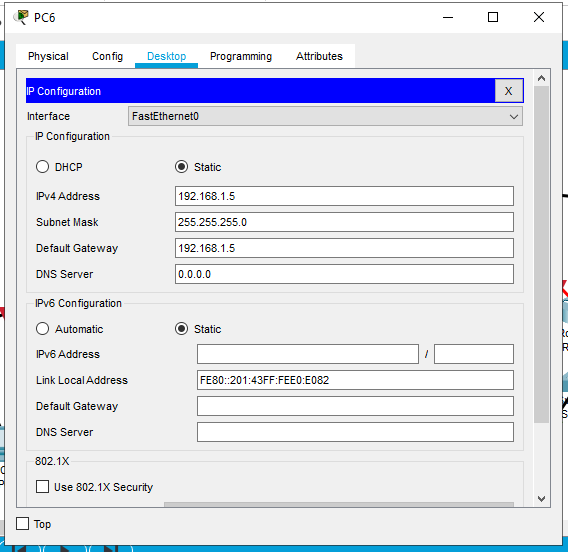 PC6
Physical Config Desktop Programming Attributes
IP Configuration X
Interface FastEthernet0
IP Configuration
DHCP Static
IPv4 Address 192.168.1.5
Subnet Mask 255.255.255.0
Default Gateway 192.168.1.5
DNS Server 0.0.0.0
IPv6 Configuration
Automatic Static
IPv6 Address /
Link Local Address FE80::201:43FF:FEE0:E082
Default Gateway
DNS Server
802.1X
Use 802.1X Security
Top